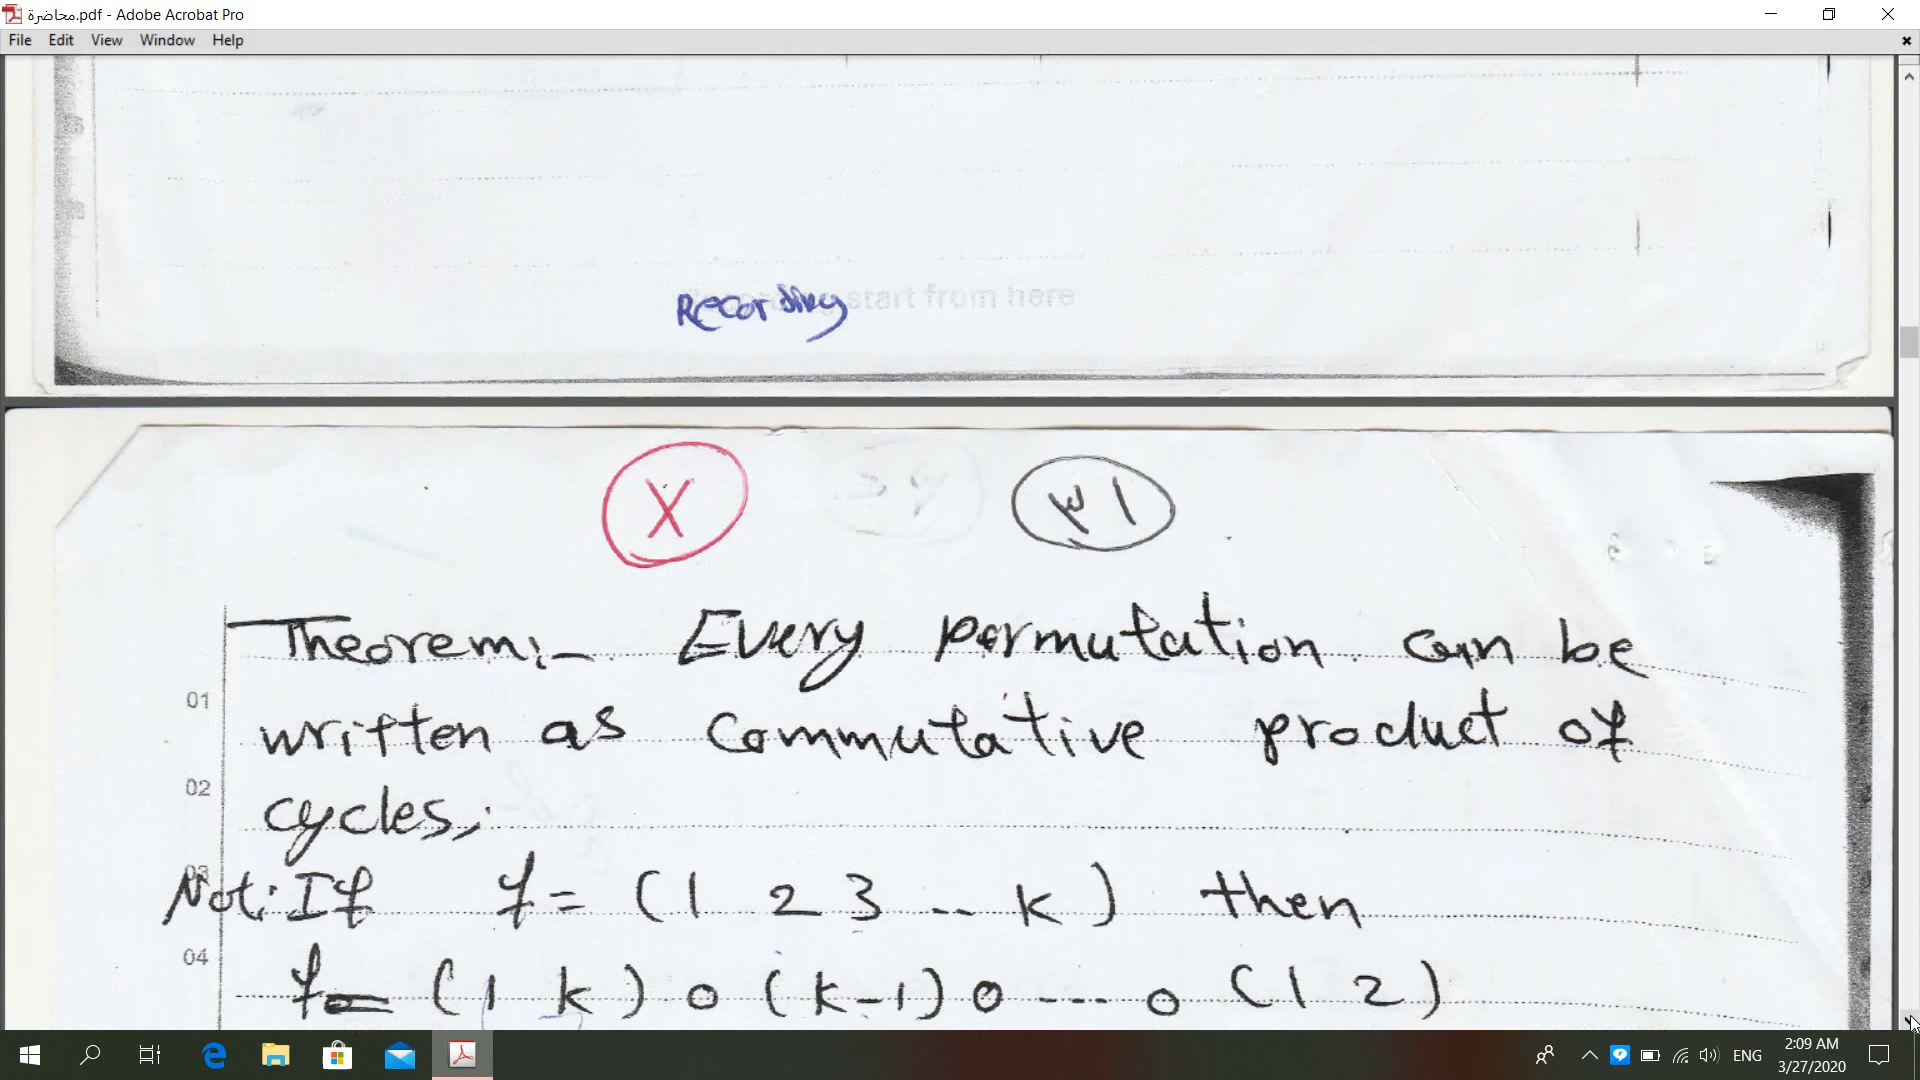 محاضرة.pdf - Adobe Acrobat Pro
File Edit View Window Help
Recording start from here
X
٣١
Theorem:- Every permutation can be
01
written as commutative product of
02
cycles,
03
Not: If f = (1 2 3 -- k) then
04
f = (1 k) o (k-1) o --- o (1 2)
ENG
2:09 AM
3/27/2020